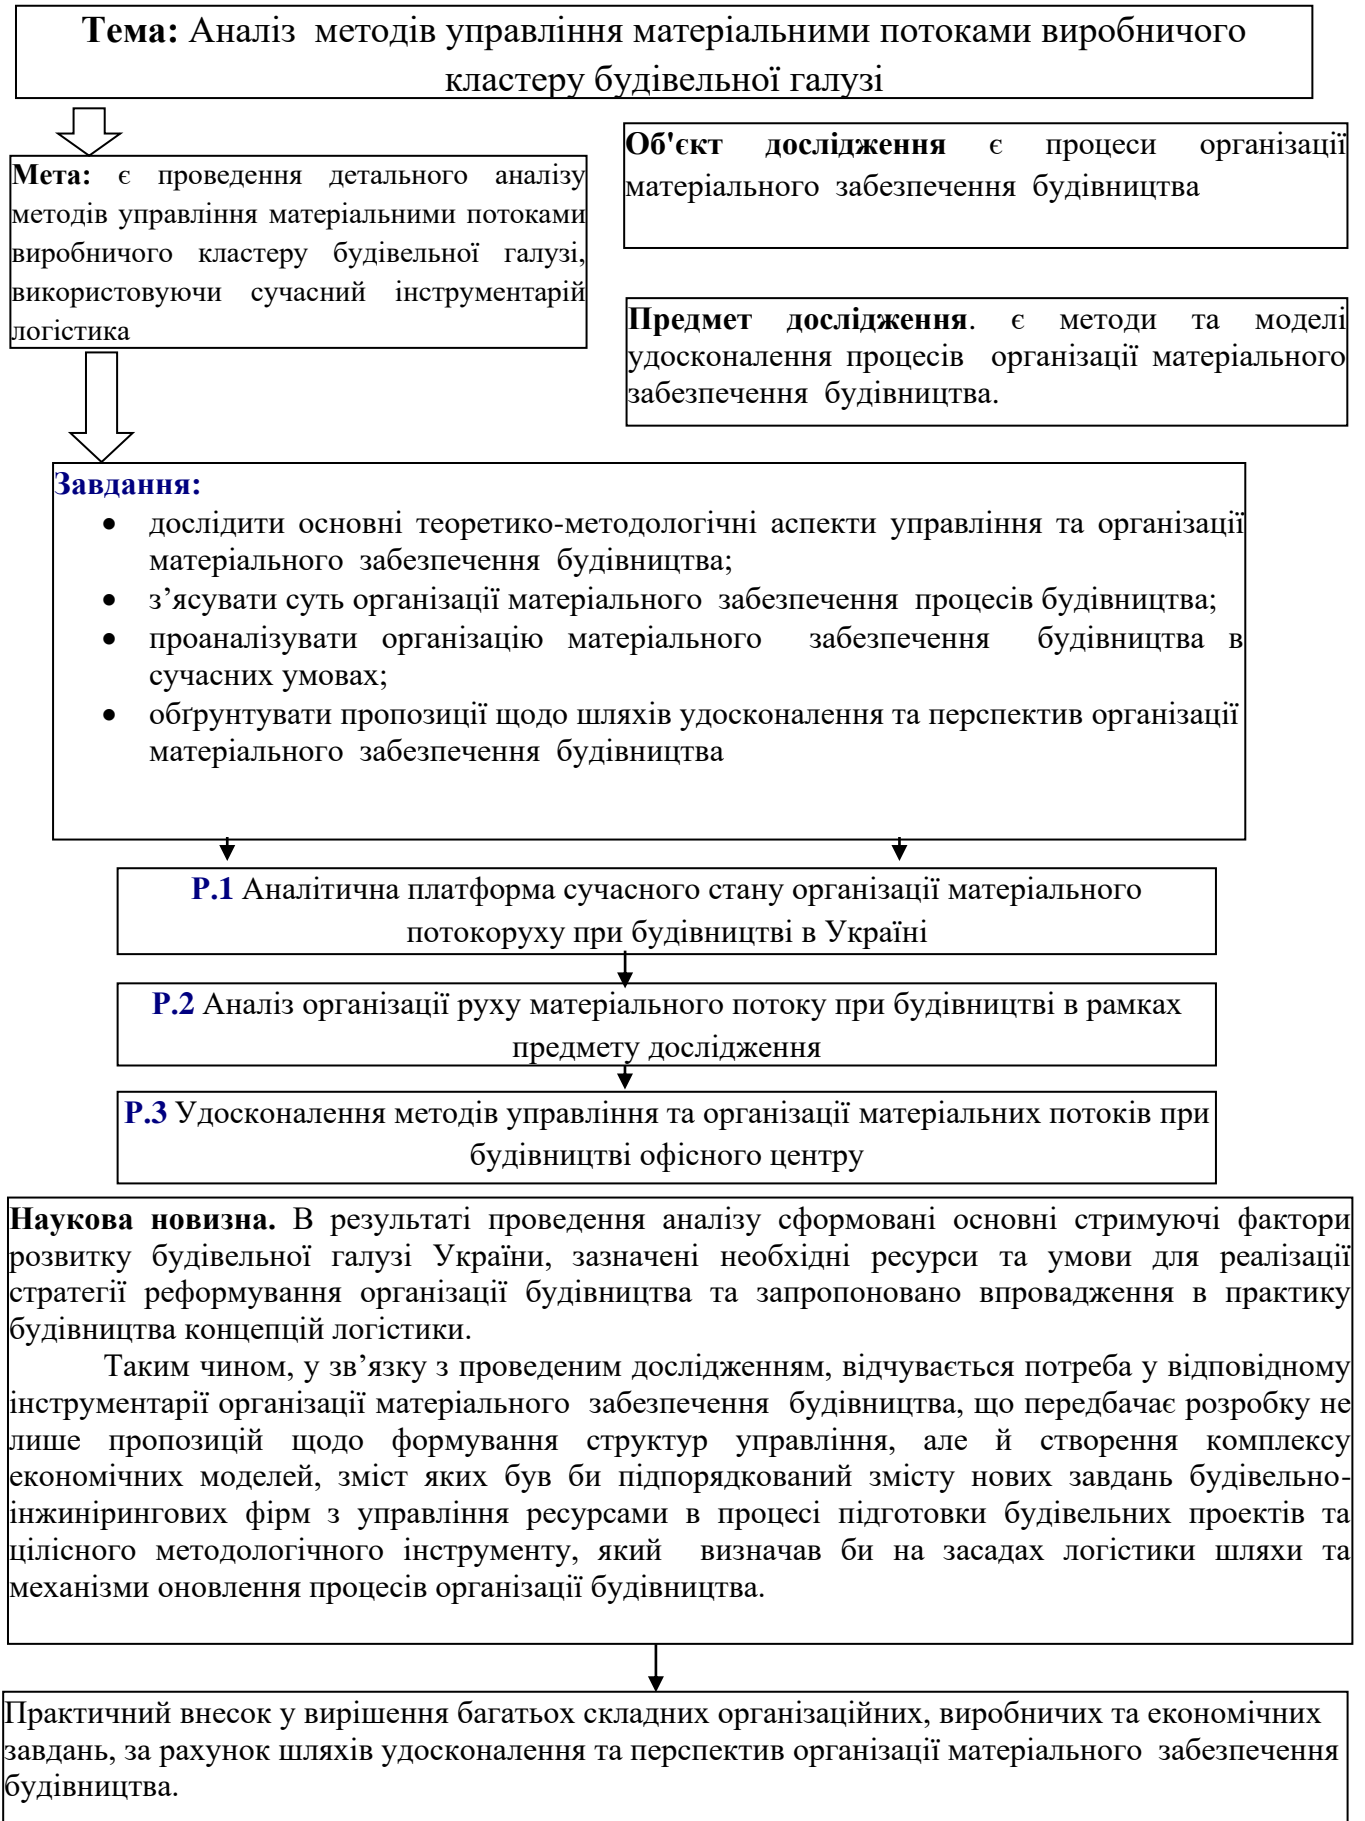 Тема: Аналіз методів управління матеріальними потоками виробничого
кластеру будівельної галузі
Мета: є проведення детального аналізу
методів управління матеріальними потоками
виробничого кластеру будівельної галузі,
використовуючи сучасний інструментарій
логістика
Об'єкт дослідження є процеси організації
матеріального забезпечення будівництва
Предмет дослідження. є методи та моделі
удосконалення процесів організації матеріального
забезпечення будівництва.
Завдання:
• дослідити основні теоретико-методологічні аспекти управління та організації
матеріального забезпечення будівництва;
• з’ясувати суть організації матеріального забезпечення процесів будівництва;
• проаналізувати організацію матеріального забезпечення будівництва в
сучасних умовах;
• обґрунтувати пропозиції щодо шляхів удосконалення та перспектив організації
матеріального забезпечення будівництва
Р.1 Аналітична платформа сучасного стану організації матеріального
потокоруху при будівництві в Україні
Р.2 Аналіз організації руху матеріального потоку при будівництві в рамках
предмету дослідження
Р.3 Удосконалення методів управління та організації матеріальних потоків при
будівництві офісного центру
Наукова новизна. В результаті проведення аналізу сформовані основні стримуючі фактори
розвитку будівельної галузі України, зазначені необхідні ресурси та умови для реалізації
стратегії реформування організації будівництва та запропоновано впровадження в практику
будівництва концепцій логістики.
Таким чином, у зв’язку з проведеним дослідженням, відчувається потреба у відповідному
інструментарії організації матеріального забезпечення будівництва, що передбачає розробку не
лише пропозицій щодо формування структур управління, але й створення комплексу
економічних моделей, зміст яких був би підпорядкований змісту нових завдань будівельно-
інжинірингових фірм з управління ресурсами в процесі підготовки будівельних проектів та
цілісного методологічного інструменту, який визначав би на засадах логістики шляхи та
механізми оновлення процесів організації будівництва.
Практичний внесок у вирішення багатьох складних організаційних, виробничих та економічних
завдань, за рахунок шляхів удосконалення та перспектив організації матеріального забезпечення
будівництва.